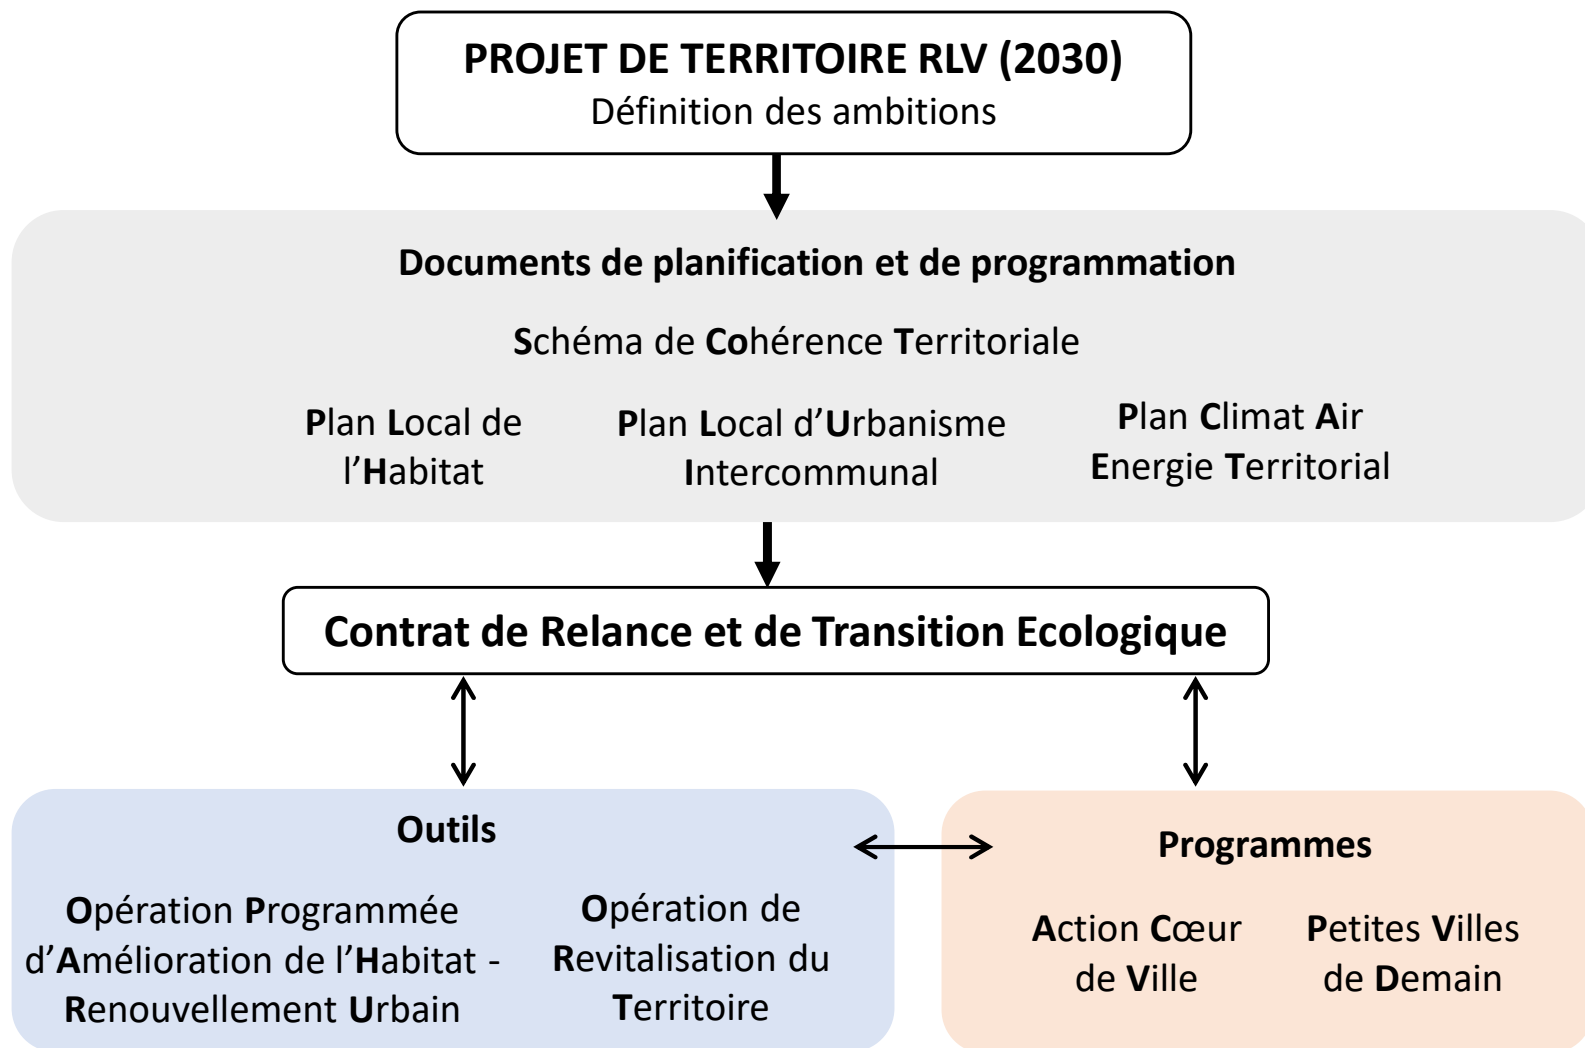 PROJET DE TERRITOIRE RLV (2030)
Définition des ambitions
Documents de planification et de programmation
Schéma de Cohérence Territoriale
Plan Local de
l’Habitat
Plan Local d’Urbanisme
Intercommunal
Plan Climat Air
Energie Territorial
Contrat de Relance et de Transition Ecologique
Outils
Opération Programmée
d’Amélioration de l’Habitat -
Renouvellement Urbain
Opération de
Revitalisation du
Territoire
Programmes
Action Cœur
de Ville
Petites Villes
de Demain